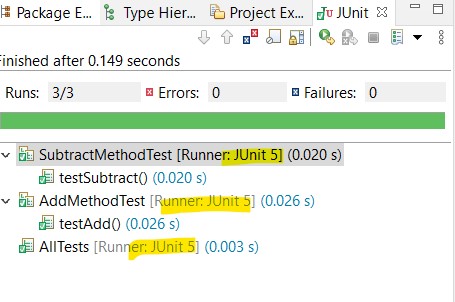 Package E... Type Hier... Project Ex... JUnit
Finished after 0.149 seconds
Runs: 3/3 Errors: 0 Failures: 0
SubtractMethodTest [Runner: JUnit 5] (0.020 s)
testSubtract() (0.020 s)
AddMethodTest [Runner: JUnit 5] (0.026 s)
testAdd() (0.026 s)
AllTests [Runner: JUnit 5] (0.003 s)